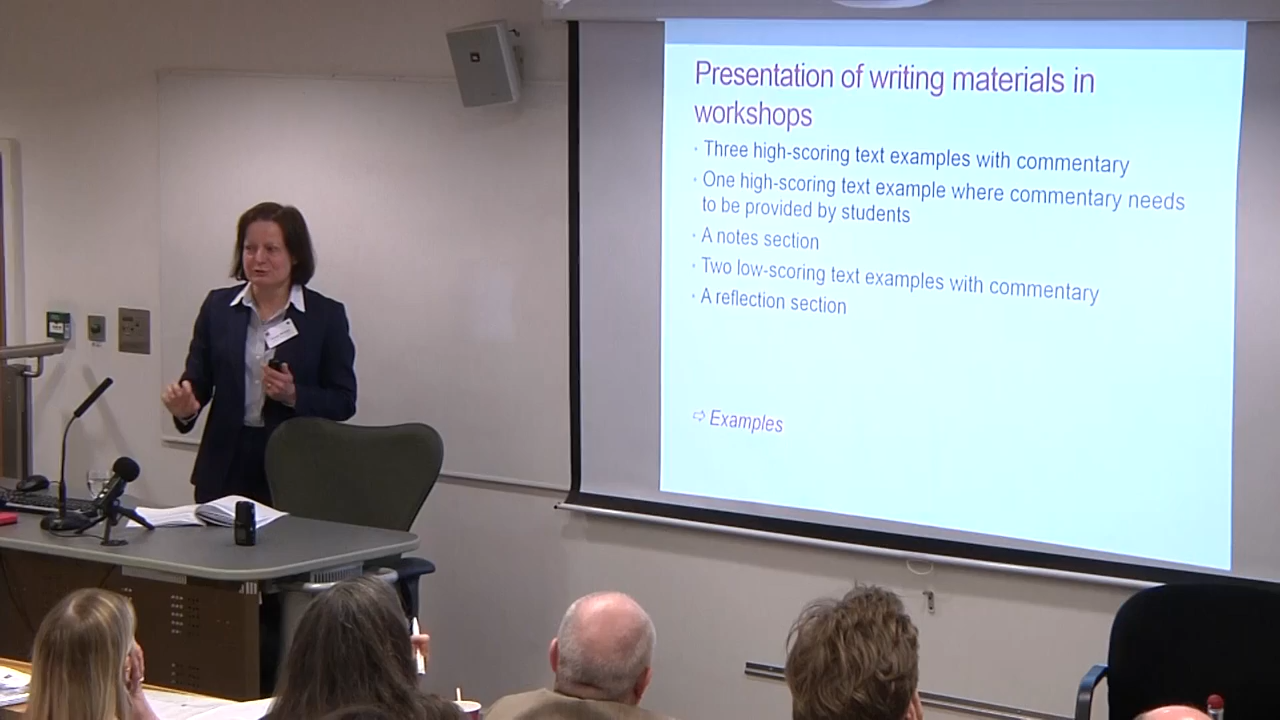 Presentation of writing materials in
workshops
• Three high-scoring text examples with commentary
• One high-scoring text example where commentary needs
to be provided by students
• A notes section
• Two low-scoring text examples with commentary
• A reflection section
⇨ Examples